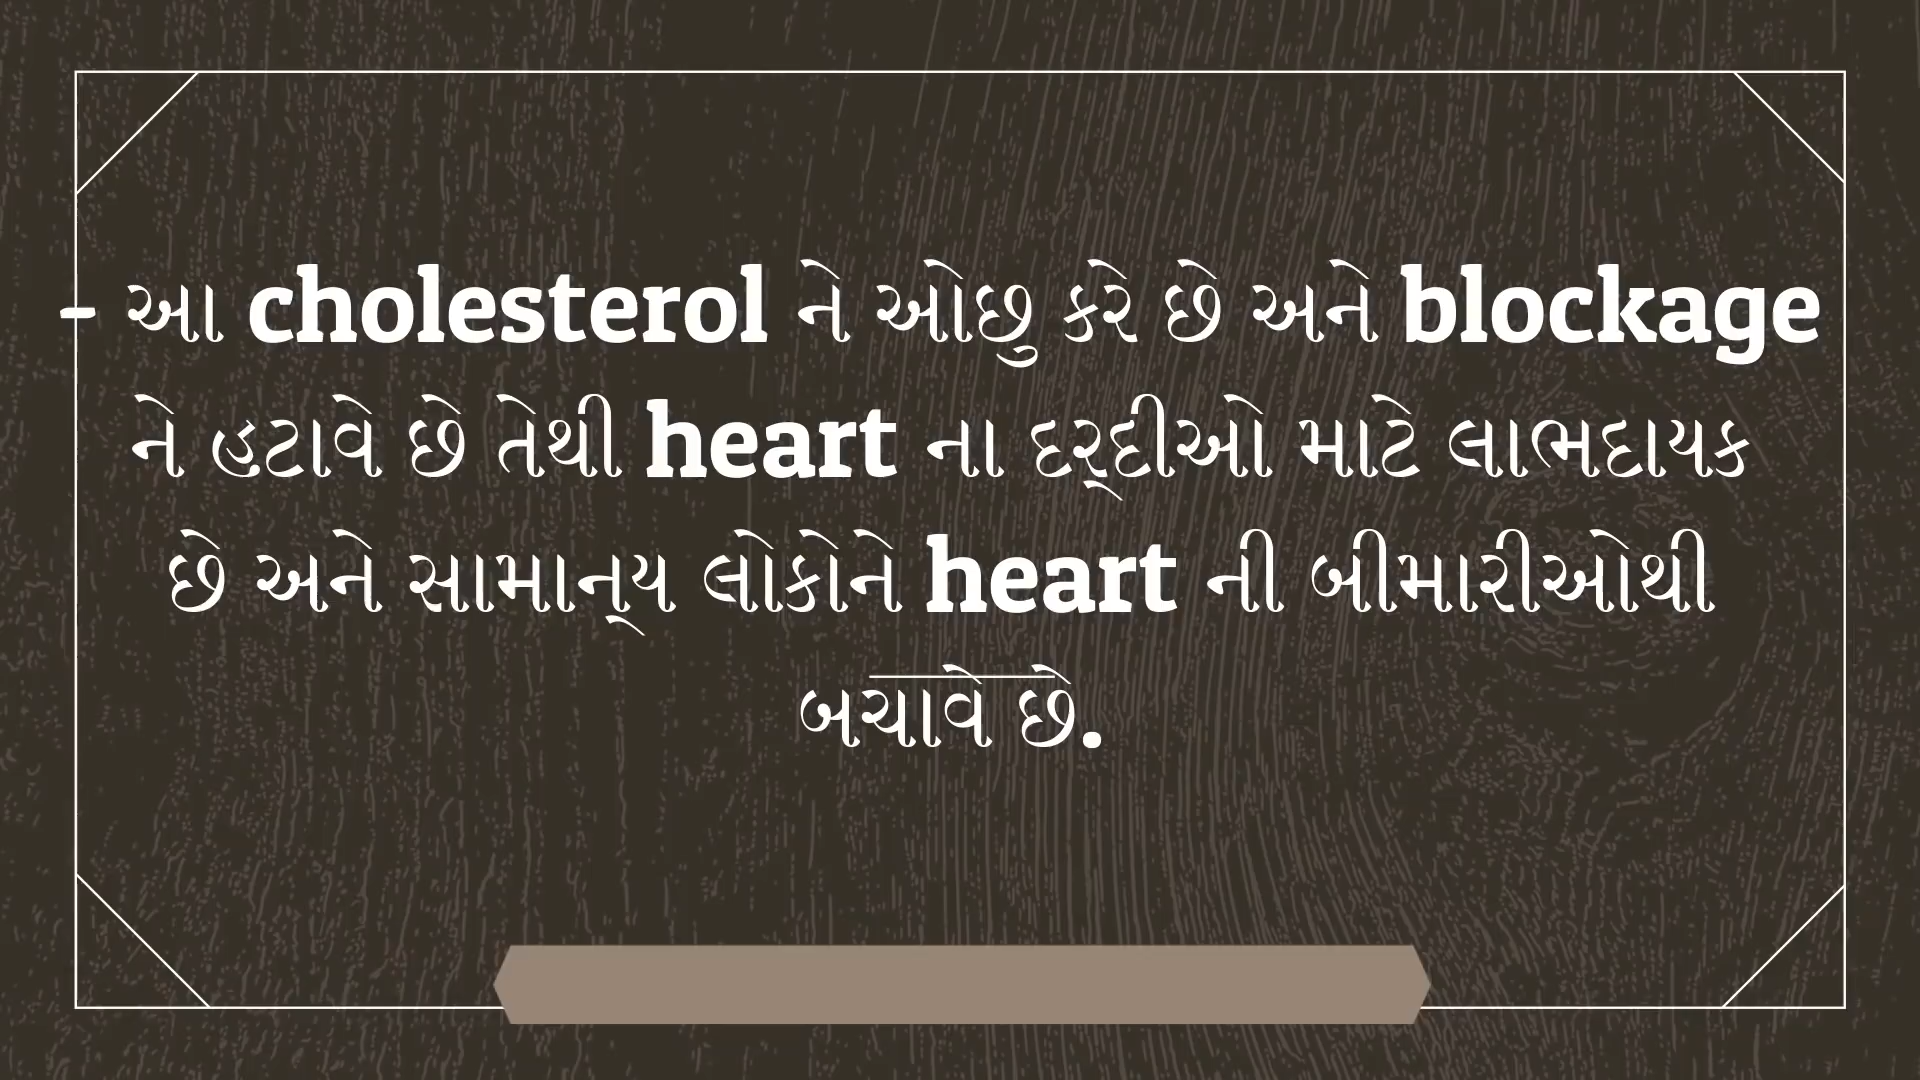 - આ cholesterol ને ઓછુ કરે છે અને blockage
ને હટાવે છે તેથી heart ના દર્દીઓ માટે લાભદાયક
છે અને સામાન્ય લોકોને heart ની બીમારીઓથી
બચાવે છે.